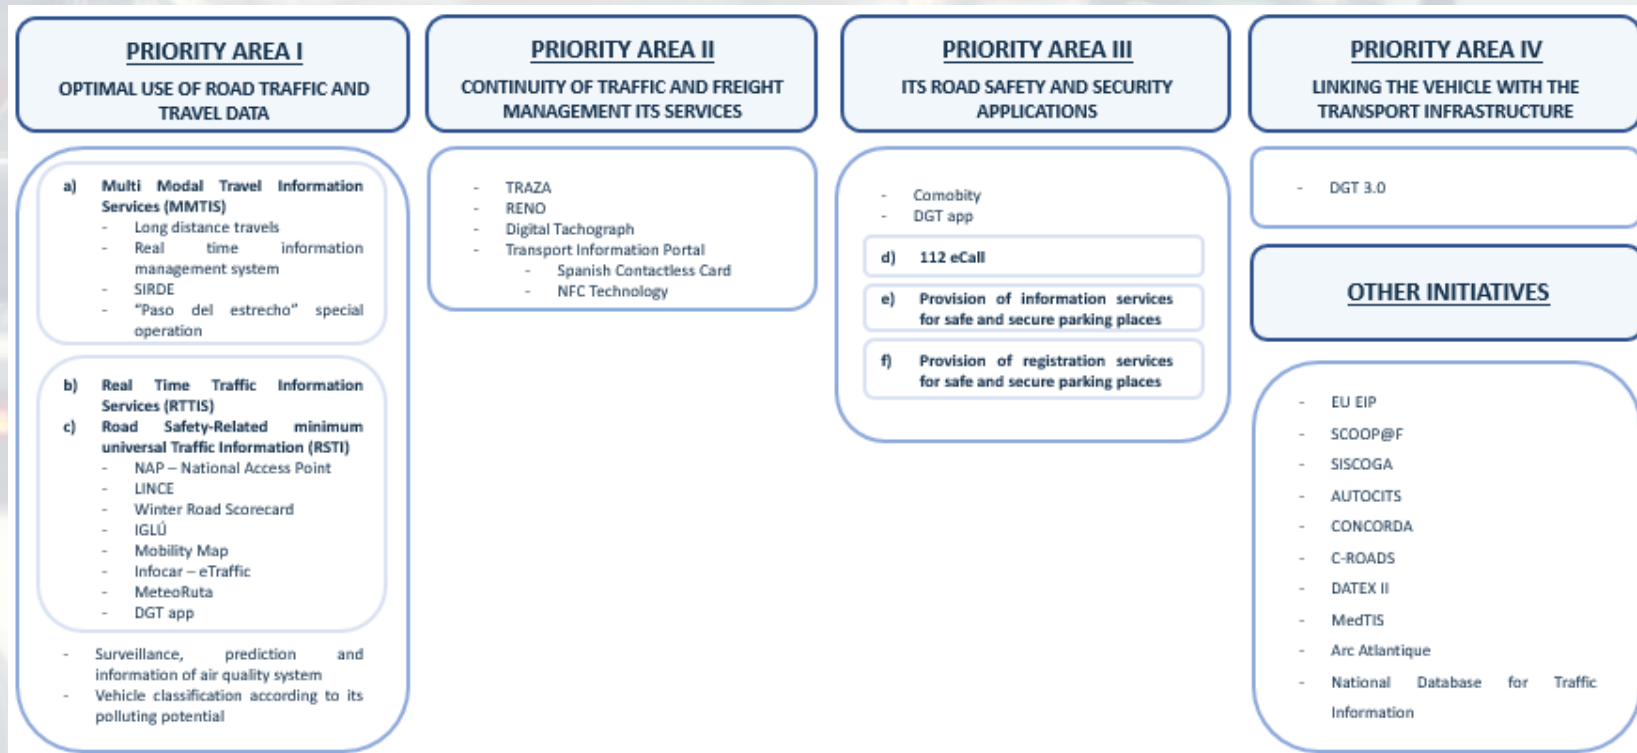 PRIORITY AREA I
OPTIMAL USE OF ROAD TRAFFIC AND
TRAVEL DATA
a) Multi Modal Travel Information
Services (MMTIS)
- Long distance travels
- Real time information
management system
- SIRDE
- "Paso del estrecho" special
operation
b) Real Time Traffic Information
Services (RTTIS)
c) Road Safety-Related minimum
universal Traffic Information (RSTI)
- NAP – National Access Point
- LINCE
- Winter Road Scorecard
- IGLÚ
- Mobility Map
- Infocar – eTraffic
- MeteoRuta
- DGT app
- Surveillance, prediction and
information of air quality system
- Vehicle classification according to its
polluting potential
PRIORITY AREA II
CONTINUITY OF TRAFFIC AND FREIGHT
MANAGEMENT ITS SERVICES
- TRAZA
- RENO
- Digital Tachograph
- Transport Information Portal
- Spanish Contactless Card
- NFC Technology
PRIORITY AREA III
ITS ROAD SAFETY AND SECURITY
APPLICATIONS
- Comobity
- DGT app
d) 112 eCall
e) Provision of information services
for safe and secure parking places
f) Provision of registration services
for safe and secure parking places
PRIORITY AREA IV
LINKING THE VEHICLE WITH THE
TRANSPORT INFRASTRUCTURE
- DGT 3.0
OTHER INITIATIVES
- EU EIP
- SCOOP@F
- SISCOGA
- AUTOCITS
- CONCORDA
- C-ROADS
- DATEX II
- MedTIS
- Arc Atlantique
- National Database for Traffic
Information